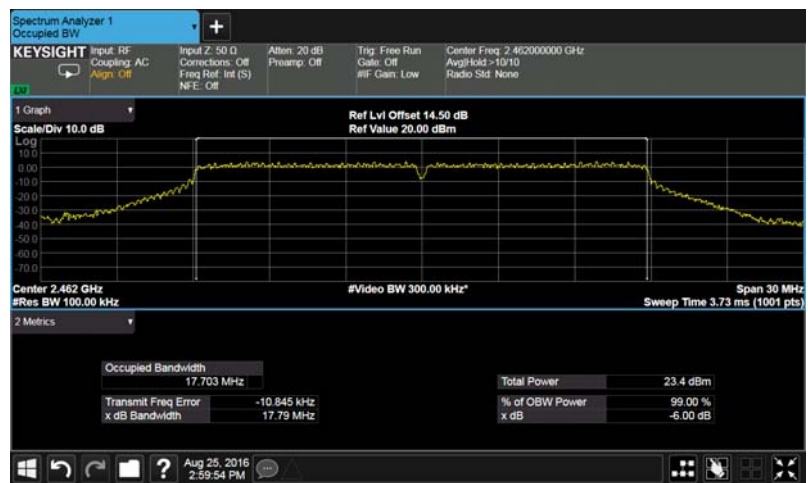 Spectrum Analyzer 1
Occupied BW
+
KEYSIGHT
Input: RF
Coupling: AC
Align: Off
Input Z: 50 Ω
Corrections: Off
Freq Ref: Int (S)
NFE: Off
Atten: 20 dB
Preamp: Off
Trig: Free Run
Gate: Off
#IF Gain: Low
Center Freq: 2.462000000 GHz
Avg|Hold:>10/10
Radio Std: None
LXI
1 Graph
Scale/Div 10.0 dB
Ref Lvl Offset 14.50 dB
Ref Value 20.00 dBm
Log
10.0
0.00
-10.0
-20.0
-30.0
-40.0
-50.0
-60.0
-70.0
Center 2.462 GHz
#Video BW 300.00 kHz*
Span 30 MHz
#Res BW 100.00 kHz
Sweep Time 3.73 ms (1001 pts)
2 Metrics
Occupied Bandwidth
17.703 MHz
Total Power 23.4 dBm
Transmit Freq Error -10.845 kHz
% of OBW Power 99.00 %
x dB Bandwidth 17.79 MHz
x dB -6.00 dB
?
Aug 25, 2016
2:59:54 PM